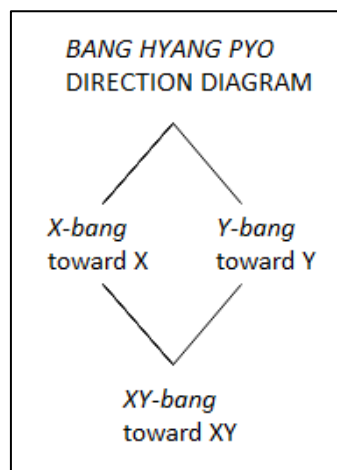 BANG HYANG PYO
DIRECTION DIAGRAM
X-bang Y-bang
toward X toward Y
XY-bang
toward XY